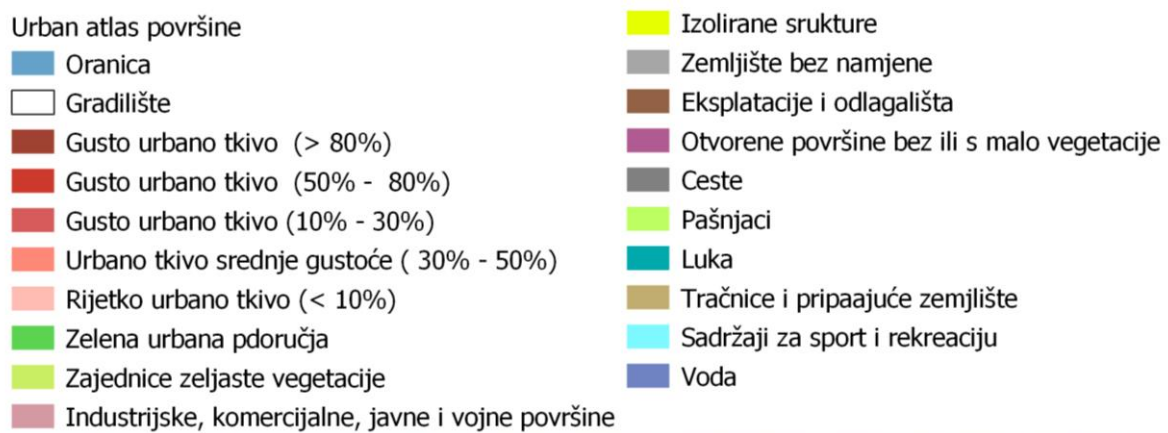 Urban atlas površine
Oranica
Gradilište
Gusto urbano tkivo (> 80%)
Gusto urbano tkivo (50% - 80%)
Gusto urbano tkivo (10% - 30%)
Urbano tkivo srednje gustoće ( 30% - 50%)
Rijetko urbano tkivo (< 10%)
Zelena urbana pdoručja
Zajednice zeljaste vegetacije
Industrijske, komercijalne, javne i vojne površine
Izolirane srukture
Zemljište bez namjene
Eksplatacije i odlagališta
Otvorene površine bez ili s malo vegetacije
Ceste
Pašnjaci
Luka
Tračnice i pripaajuće zemjlište
Sadržaji za sport i rekreaciju
Voda